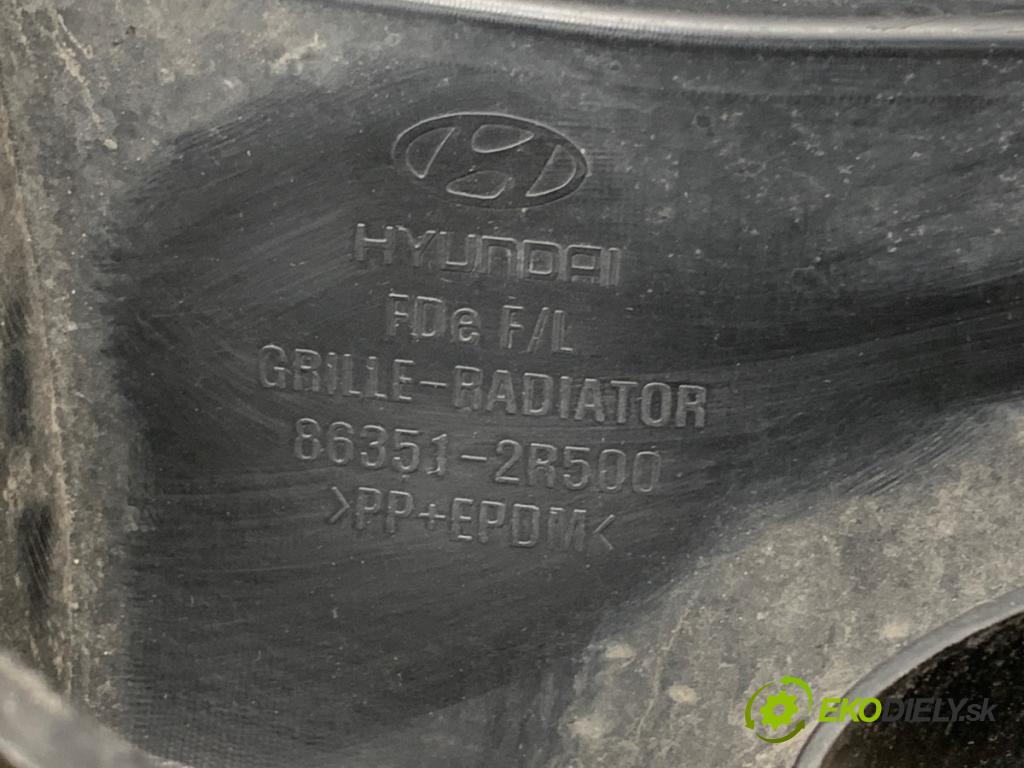 HYUNDAI
FDe F/L
GRILLE-RADIATOR
86351-2R500
>PP+EPDM<
EKODIELY.sk